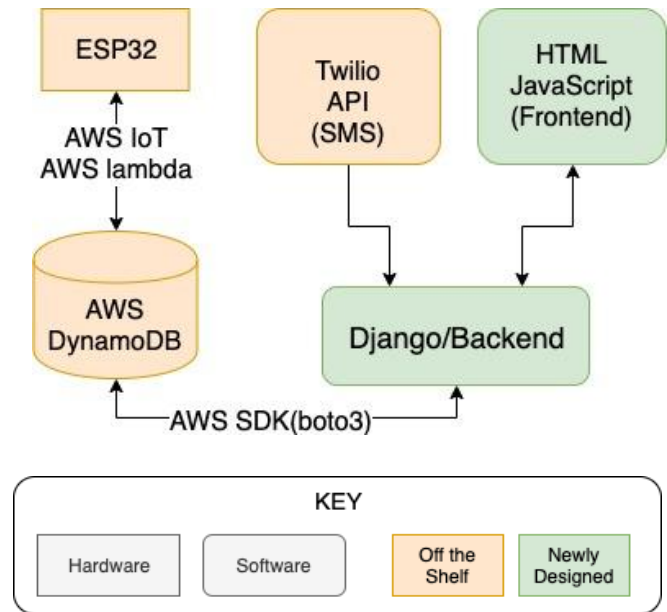 ESP32
Twilio
API
(SMS)
HTML
JavaScript
(Frontend)
AWS IoT
AWS lambda
AWS
DynamoDB
Django/Backend
AWS SDK(boto3)
KEY
Hardware
Software
Off the
Shelf
Newly
Designed